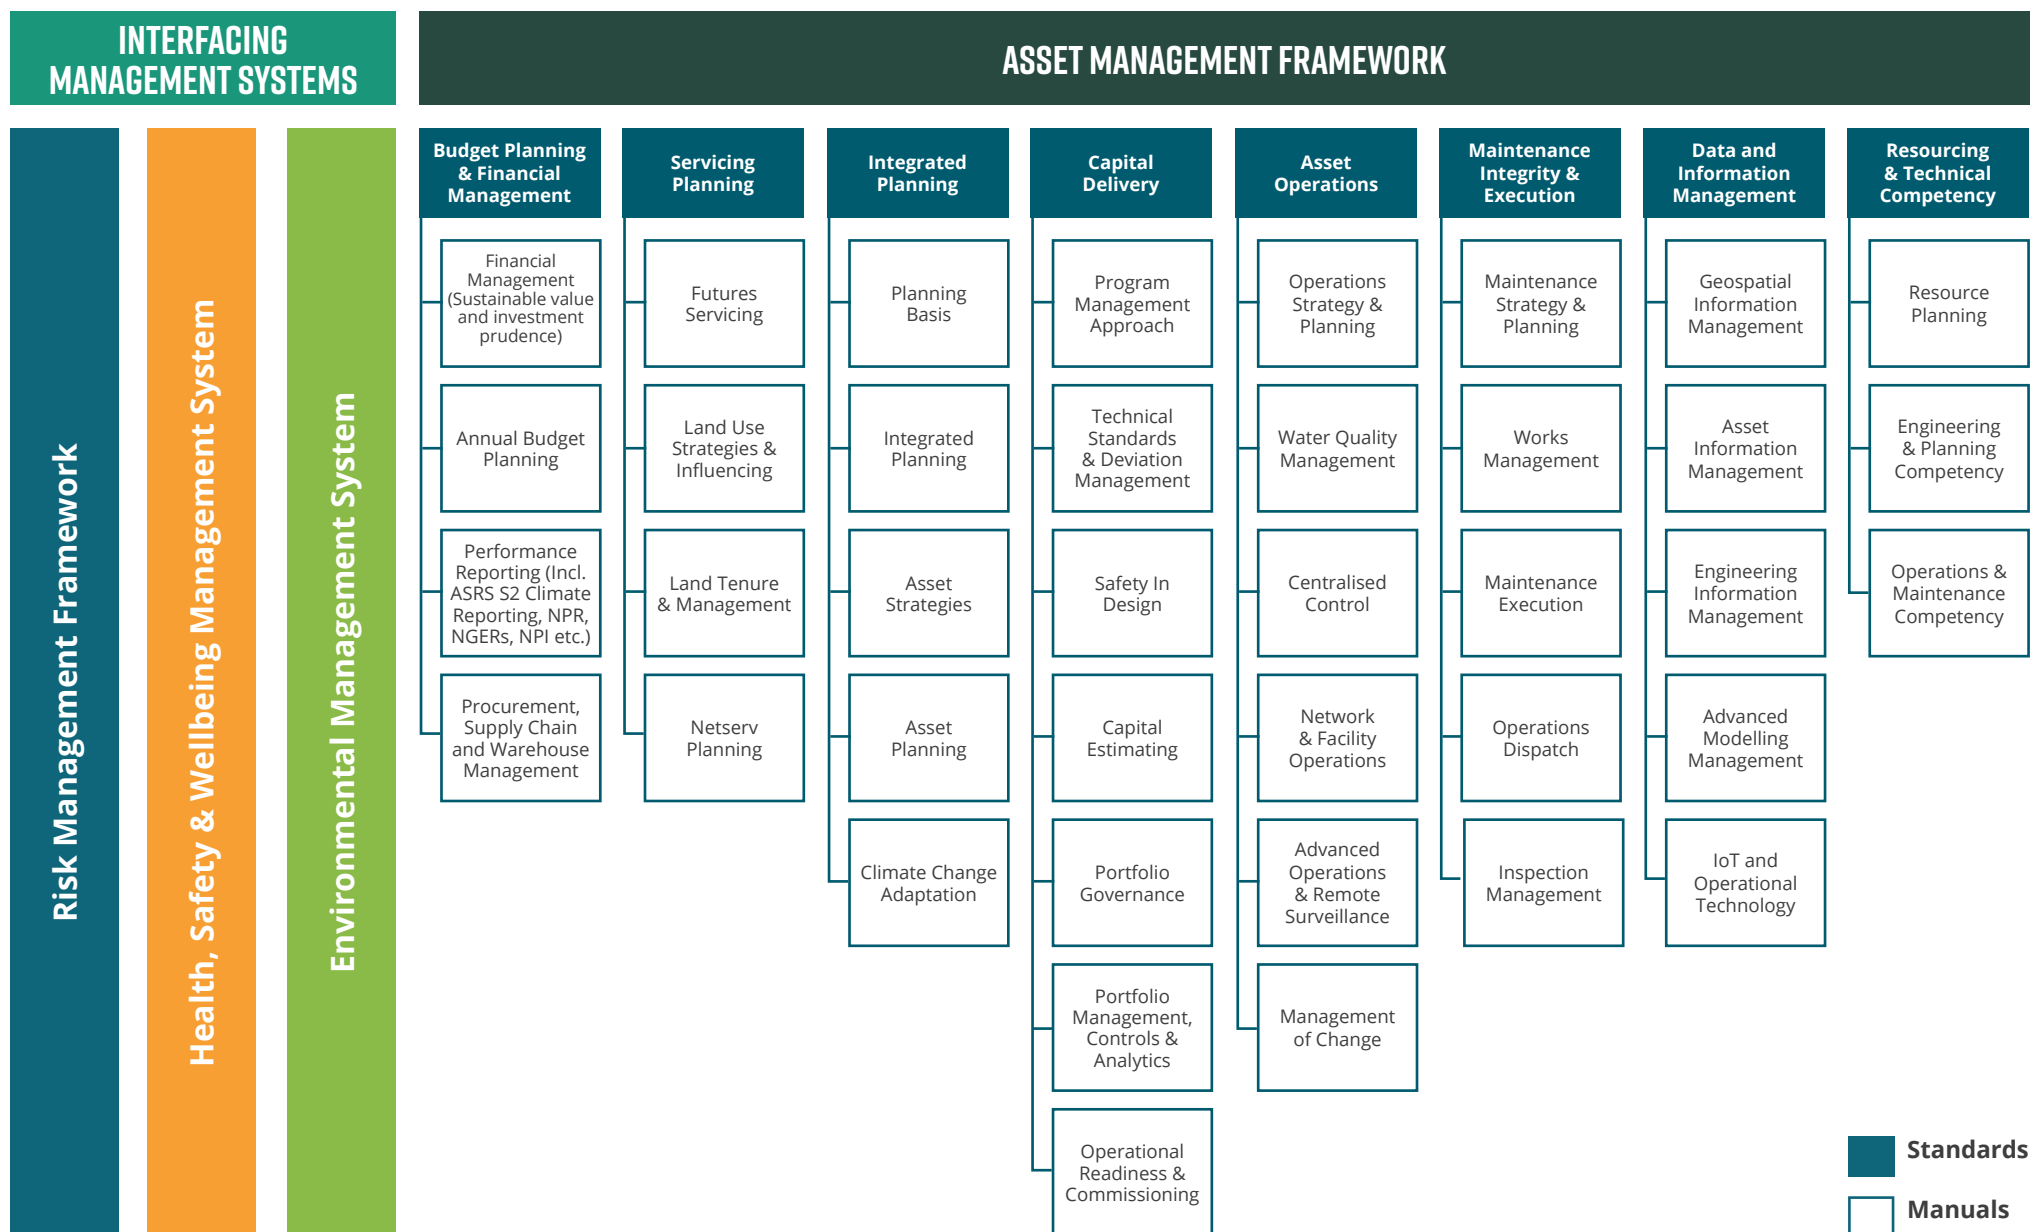 INTERFACING
MANAGEMENT SYSTEMS
ASSET MANAGEMENT FRAMEWORK
Risk Management Framework
Health, Safety & Wellbeing Management System
Environmental Management System
Budget Planning
& Financial
Management
Financial
Management
(Sustainable value
and investment
prudence)
Annual Budget
Planning
Performance
Reporting (Incl.
ASRS S2 Climate
Reporting, NPR,
NGERs, NPI etc.)
Procurement,
Supply Chain
and Warehouse
Management
Servicing
Planning
Futures
Servicing
Land Use
Strategies &
Influencing
Land Tenure
& Management
Netserv
Planning
Integrated
Planning
Planning
Basis
Integrated
Planning
Asset
Strategies
Asset
Planning
Climate Change
Adaptation
Capital
Delivery
Program
Management
Approach
Technical
Standards
& Deviation
Management
Safety In
Design
Capital
Estimating
Portfolio
Governance
Portfolio
Management,
Controls &
Analytics
Operational
Readiness &
Commissioning
Asset
Operations
Operations
Strategy &
Planning
Water Quality
Management
Centralised
Control
Network
& Facility
Operations
Advanced
Operations
& Remote
Surveillance
Management
of Change
Maintenance
Integrity &
Execution
Maintenance
Strategy &
Planning
Works
Management
Maintenance
Execution
Operations
Dispatch
Inspection
Management
Data and
Information
Management
Geospatial
Information
Management
Asset
Information
Management
Engineering
Information
Management
Advanced
Modelling
Management
IoT and
Operational
Technology
Resourcing
& Technical
Competency
Resource
Planning
Engineering
& Planning
Competency
Operations &
Maintenance
Competency
Standards
Manuals